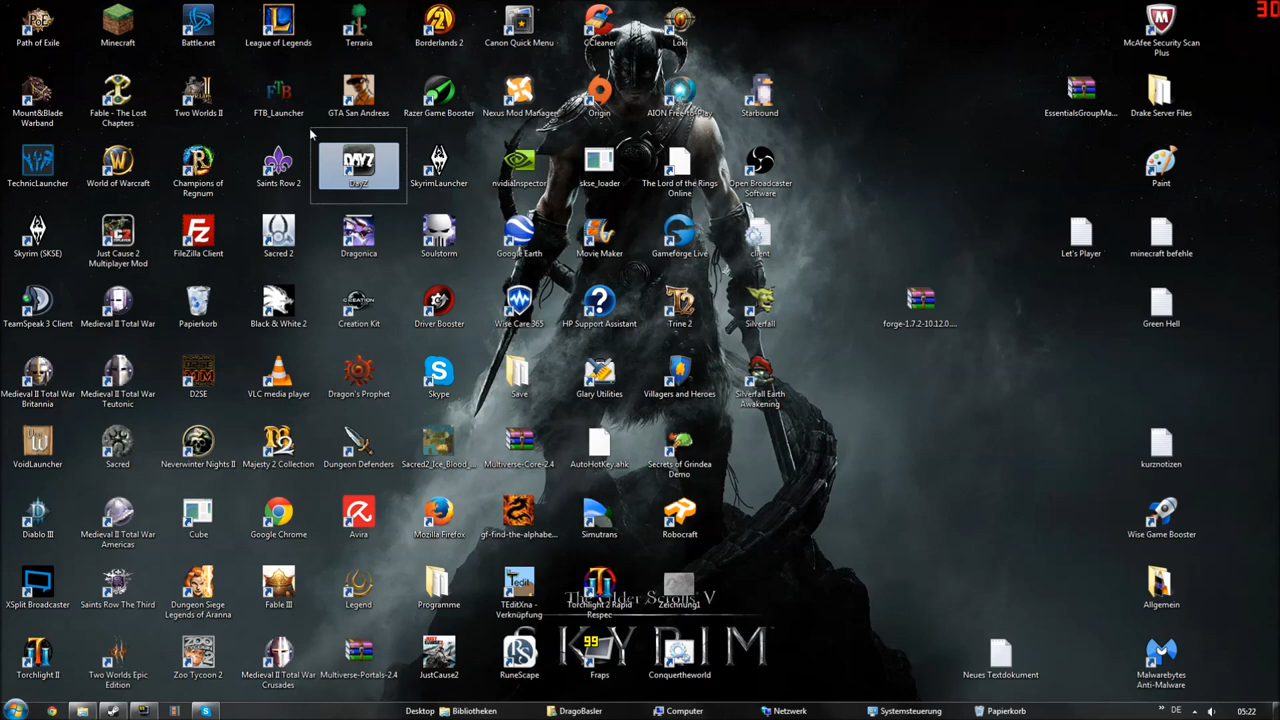 30
Path of Exile
Minecraft
Battle.net
League of Legends
Terraria
Borderlands 2
Canon Quick Menu
CCleaner
Loki
McAfee Security Scan
Plus
Mount&Blade
Warband
Fable - The Lost
Chapters
Two Worlds II
FTB_Launcher
GTA San Andreas
Razer Game Booster
Nexus Mod Manager
Origin
AION Free-to-Play
Starbound
EssentialsGroupMa...
Drake Server Files
TechnicLauncher
World of Warcraft
Champions of
Regnum
Saints Row 2
DAYZ
DayZ
SkyrimLauncher
nvidiaInspector
skse_loader
The Lord of the Rings
Online
Open Broadcaster
Software
Paint
Skyrim (SKSE)
Just Cause 2
Multiplayer Mod
FileZilla Client
Sacred 2
Dragonica
Soulstorm
Google Earth
Movie Maker
Gameforge Live
client
Let's Player
minecraft befehle
TeamSpeak 3 Client
Medieval II Total War
Papierkorb
Black & White 2
CREATION
Creation Kit
Driver Booster
Wise Care 365
HP Support Assistant
Trine 2
Silverfall
forge-1.7.2-10.12.0....
Green Hell
Medieval II Total War
Britannia
Medieval II Total War
Teutonic
D2SE
VLC media player
Dragon's Prophet
Skype
Save
Glary Utilities
Villagers and Heroes
Silverfall Earth
Awakening
VoidLauncher
Sacred
Neverwinter Nights II
Majesty 2 Collection
Dungeon Defenders
Sacred2_Ice_Blood_...
Multiverse-Core-2.4
AutoHotKey.ahk
Secrets of Grindea
Demo
kurznotizen
Diablo III
Medieval II Total War
Americas
Cube
Google Chrome
Avira
Mozilla Firefox
gf-find-the-alphabe...
Simutrans
Robocraft
Wise Game Booster
XSplit Broadcaster
Saints Row The Third
Dungeon Siege
Legends of Aranna
Fable III
Legend
Programme
TEditXna -
Verknüpfung
Torchlight 2 Rapid
Respec
Zeichnung1
Allgemein
The Elder Scrolls V
SKYRIM
Torchlight II
Two Worlds Epic
Edition
Zoo Tycoon 2
Medieval II Total War
Crusades
Multiverse-Portals-2.4
JustCause2
RuneScape
99
Fraps
Conquertheworld
Neues Textdokument
Malwarebytes
Anti-Malware
Desktop
Bibliotheken
DragoBasler
Computer
Netzwerk
Systemsteuerung
Papierkorb
DE
05:22